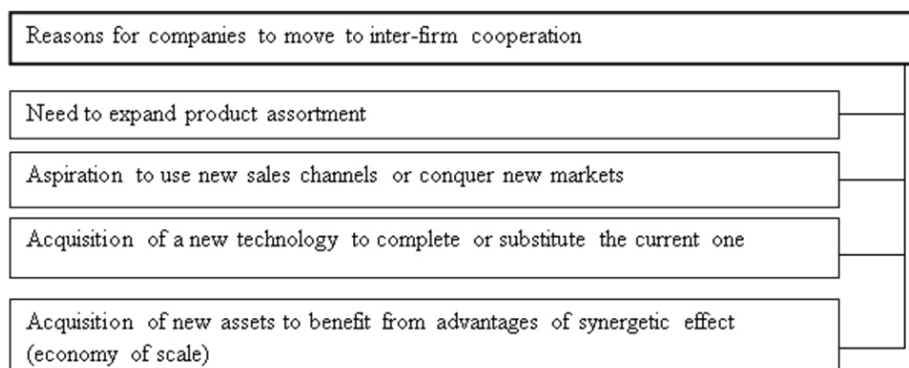 Reasons for companies to move to inter-firm cooperation
Need to expand product assortment
Aspiration to use new sales channels or conquer new markets
Acquisition of a new technology to complete or substitute the current one
Acquisition of new assets to benefit from advantages of synergetic effect
(economy of scale)